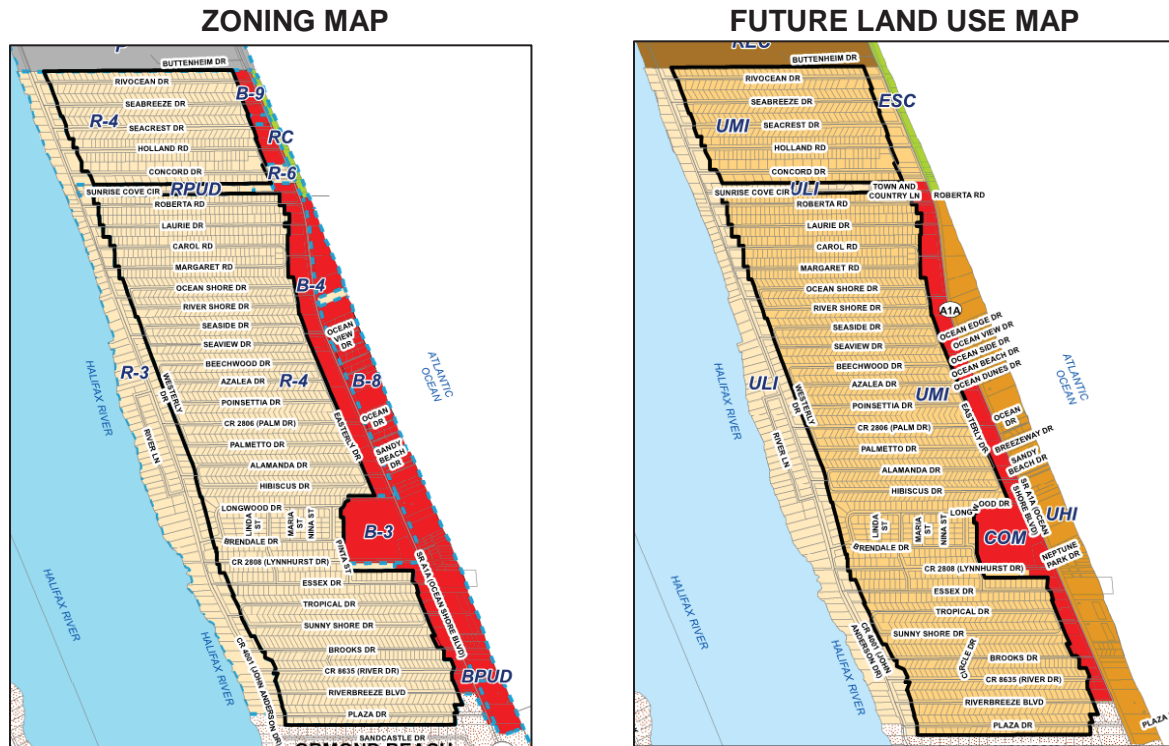 ZONING MAP
P
BUTTENHEIM DR
RIVOCEAN DR
B-9
SEABREEZE DR
R-4
SEACREST DR
RC
HOLLAND RD
CONCORD DR
R-6
SUNRISE COVE CIR
RPUD
ROBERTA RD
LAURIE DR
CAROL RD
MARGARET RD
OCEAN SHORE DR
B-4
RIVER SHORE DR
SEASIDE DR
OCEAN
VIEW
DR
SEAVIEW DR
ATLANTIC
OCEAN
BEECHWOOD DR
R-3
WESTERLY
DR
AZALEA DR
R-4
B-8
HALIFAX RIVER
POINSETTIA DR
OCEAN
DR
CR 2806 (PALM DR)
EASTERLY DR
RIVER LN
PALMETTO DR
SANDY
BEACH
DR
ALAMANDA DR
HIBISCUS DR
LONGWOOD DR
LINDA
ST
MARIA
ST
NINA ST
B-3
BRENDALE DR
PINTA ST
CR 2808 (LYNNHURST DR)
SR A1A (OCEAN SHORE BLVD)
ESSEX DR
HALIFAX RIVER
TROPICAL DR
SUNNY SHORE DR
HALIFAX RIVER
CR 4001 (JOHN ANDERSON DR)
BROOKS DR
CR 8635 (RIVER DR)
BPUD
RIVERBREEZE BLVD
PLAZA DR
SANDCASTLE DR
ORMOND BEACH
FUTURE LAND USE MAP
REC
BUTTENHEIM DR
RIVOCEAN DR
ESC
SEABREEZE DR
UMI
SEACREST DR
HOLLAND RD
CONCORD DR
SUNRISE COVE CIR
ULI
TOWN AND
COUNTRY LN
ROBERTA RD
ROBERTA RD
LAURIE DR
CAROL RD
MARGARET RD
OCEAN SHORE DR
RIVER SHORE DR
A1A
SEASIDE DR
OCEAN EDGE DR
OCEAN VIEW DR
SEAVIEW DR
OCEAN SIDE DR
OCEAN BEACH DR
OCEAN DUNES DR
ATLANTIC
OCEAN
BEECHWOOD DR
ULI
WESTERLY
DR
AZALEA DR
UMI
HALIFAX RIVER
POINSETTIA DR
EASTERLY DR
OCEAN
DR
CR 2806 (PALM DR)
BREEZEWAY DR
RIVER LN
PALMETTO DR
SANDY
BEACH DR
ALAMANDA DR
HIBISCUS DR
SR A1A (OCEAN
SHORE BLVD)
LONGWOOD DR
UHI
LINDA
ST
MARIA
ST
NINA ST
COM
BRENDALE DR
NEPTUNE
PARK DR
CR 2808 (LYNNHURST DR)
ESSEX DR
HALIFAX RIVER
TROPICAL DR
SUNNY SHORE DR
CR 4001 (JOHN
ANDERSON DR)
HALIFAX RIVER
CIRCLE DR
BROOKS DR
CR 8635 (RIVER DR)
RIVERBREEZE BLVD
PLAZA DR
PLAZA